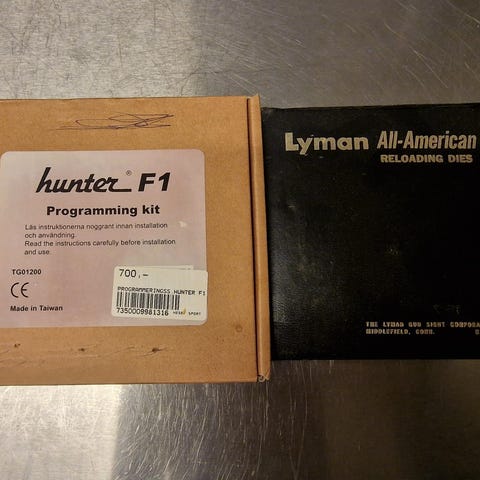 hunter® F1
Programming kit
Läs instruktionerna noggrant innan installation
och användning.
Read the instructions carefully before installation
and use.
TG01200
CE
Made in Taiwan
700,–
PROGRAMMERINGSS HUNTER F1
7350009981316
SPORT
Lyman All-American
RELOADING DIES
THE LYMAN GUN SIGHT CORPORA
MIDDLEFIELD, CONN.